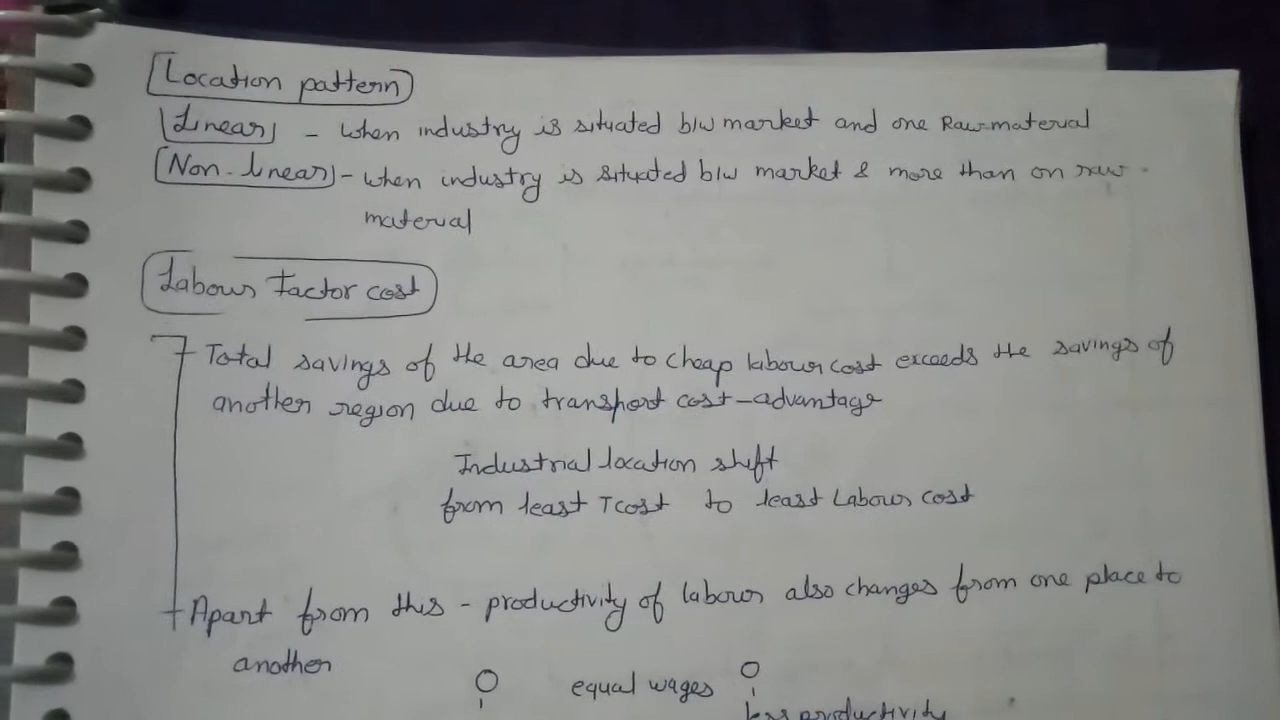 Location pattern
Linear - When industry is situated b/w market and one Raw material
Non-linear - when industry is situated b/w market & more than on raw
material
Labour Factor cost
Total savings of the area due to cheap labour cost exceeds the savings of
another region due to transport cost-advantage
Industrial location shift
from least Tcost to least Labour cost
Apart from this - productivity of labour also changes from one place to
another
equal wages
less productivity